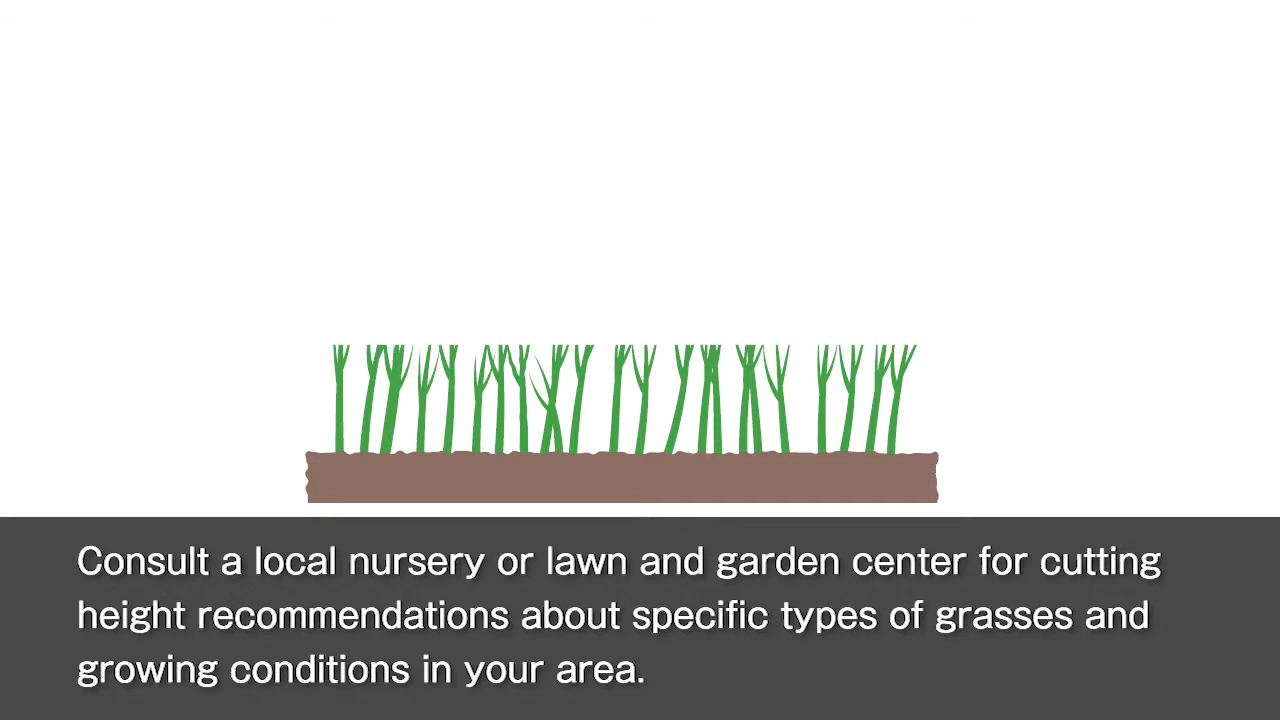 Consult a local nursery or lawn and garden center for cutting
height recommendations about specific types of grasses and
growing conditions in your area.